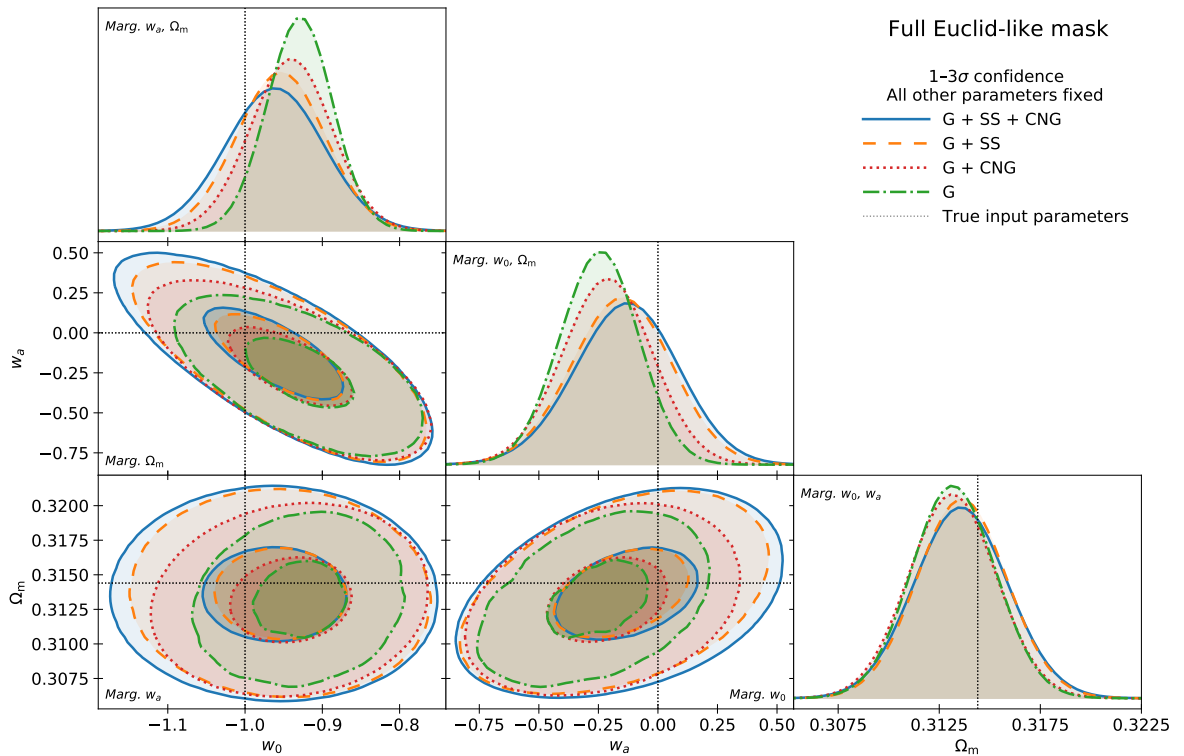 Marg. wₐ, Ωₘ
Full Euclid-like mask
1–3σ confidence
All other parameters fixed
G + SS + CNG
G + SS
G + CNG
G
True input parameters
0.50
0.25
0.00
−0.25
−0.50
−0.75
wₐ
Marg. Ωₘ
Marg. w₀, Ωₘ
0.3200
0.3175
0.3150
0.3125
0.3100
0.3075
Ωₘ
Marg. wₐ
Marg. w₀
Marg. w₀, wₐ
−1.1 −1.0 −0.9 −0.8
w₀
−0.75 −0.50 −0.25 0.00 0.25 0.50
wₐ
0.3075 0.3125 0.3175 0.3225
Ωₘ